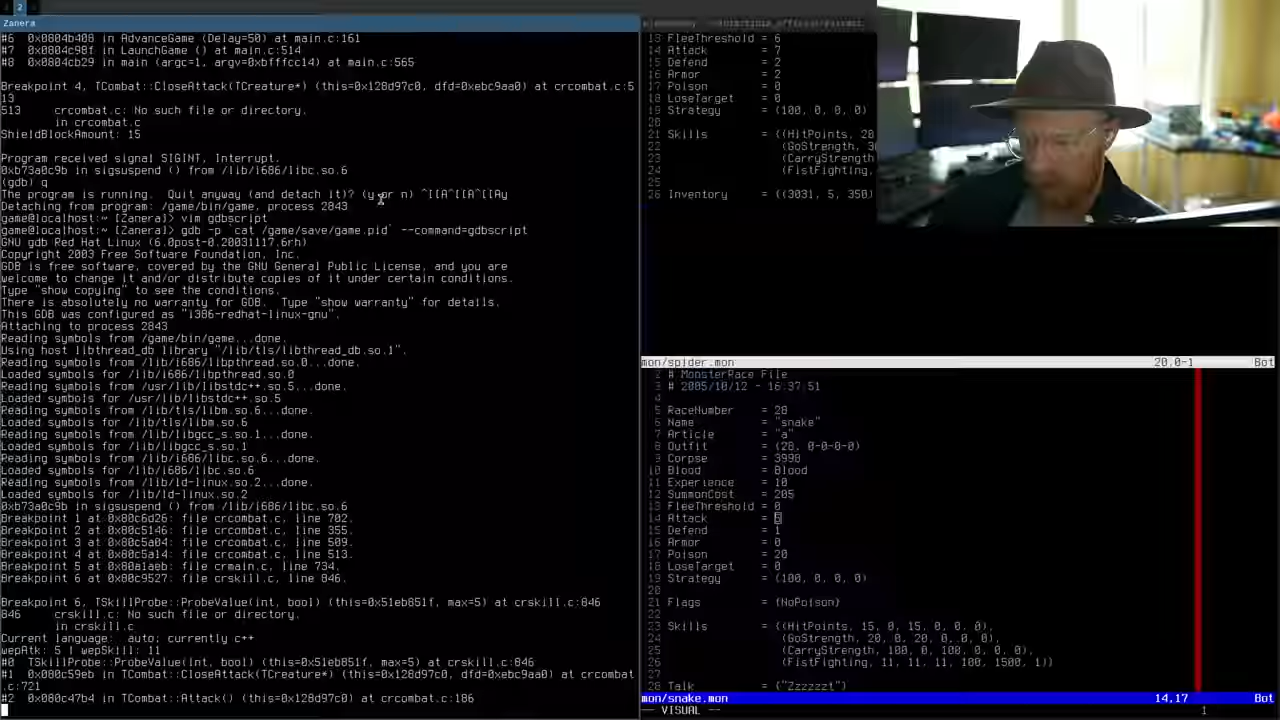 2
Zanera
#6  0x0804b408 in AdvanceGame (Delay=50) at main.c:161
#7  0x0804c90f in LaunchGame () at main.c:514
#8  0x0804cb29 in main (argc=1, argv=0xbfffcc14) at main.c:565
Breakpoint 4, TCombat::CloseAttack(TCreature*) (this=0x128d97c0, dfd=0xebc9aa0) at crcombat.c:5
13
513     crcombat.c: No such file or directory.
        in crcombat.c
ShieldBlockAmount: 15
Program received signal SIGINT, Interrupt.
0xb73a0c9b in sigsuspend () from /lib/i686/libc.so.6
(gdb) q
The program is running.  Quit anyway (and detach it)? (y or n) ^[[A^[[A^[[Ay
Detaching from program: /game/bin/game, process 2843
game@localhost:~ [Zanera]> vim gdbscript
game@localhost:~ [Zanera]> gdb -p `cat /game/save/game.pid` --command=gdbscript
GNU gdb Red Hat Linux (6.0post-0.20031117.6rh)
Copyright 2003 Free Software Foundation, Inc.
GDB is free software, covered by the GNU General Public License, and you are
welcome to change it and/or distribute copies of it under certain conditions.
Type "show copying" to see the conditions.
There is absolutely no warranty for GDB.  Type "show warranty" for details.
This GDB was configured as "i386-redhat-linux-gnu".
Attaching to process 2843
Reading symbols from /game/bin/game...done.
Using host libthread_db library "/lib/tls/libthread_db.so.1".
Reading symbols from /lib/i686/libpthread.so.0...done.
Loaded symbols for /lib/i686/libpthread.so.0
Reading symbols from /usr/lib/libstdc++.so.5...done.
Loaded symbols for /usr/lib/libstdc++.so.5
Reading symbols from /lib/tls/libm.so.6...done.
Loaded symbols for /lib/tls/libm.so.6
Reading symbols from /lib/libgcc_s.so.1...done.
Loaded symbols for /lib/libgcc_s.so.1
Reading symbols from /lib/i686/libc.so.6...done.
Loaded symbols for /lib/i686/libc.so.6
Reading symbols from /lib/ld-linux.so.2...done.
Loaded symbols for /lib/ld-linux.so.2
0xb73a0c9b in sigsuspend () from /lib/i686/libc.so.6
Breakpoint 1 at 0x80c6d26: file crcombat.c, line 702.
Breakpoint 2 at 0x80c5146: file crcombat.c, line 355.
Breakpoint 3 at 0x80c5a04: file crcombat.c, line 509.
Breakpoint 4 at 0x80c5a14: file crcombat.c, line 513.
Breakpoint 5 at 0x80a1aeb: file crmain.c, line 734.
Breakpoint 6 at 0x80c9527: file crskill.c, line 846.
Breakpoint 6, TSkillProbe::ProbeValue(int, bool) (this=0x51eb851f, max=5) at crskill.c:846
846     crskill.c: No such file or directory.
        in crskill.c
Current language:  auto; currently c++
wepAtk: 5 | wepSkill: 11
#0  TSkillProbe::ProbeValue(int, bool) (this=0x51eb851f, max=5) at crskill.c:846
#1  0x080c59eb in TCombat::CloseAttack(TCreature*) (this=0x128d97c0, dfd=0xebc9aa0) at crcombat
.c:721
#2  0x080c47b4 in TCombat::Attack() (this=0x128d97c0) at crcombat.c:186
13 FleeThreshold = 6
14 Attack        = 7
15 Defend        = 2
16 Armor         = 2
17 Poison        = 0
18 LoseTarget    = 0
19 Strategy      = (100, 0, 0, 0)
20
21 Skills        = {(HitPoints, 20
22                  (GoStrength, 3
23                  (CarryStrength
24                  (FistFighting,
25
26 Inventory     = {(3031, 5, 350)
mon/spider.mon 20,0-1 Bot
2 # MonsterRace File
3 # 2005/10/12 - 16:37:51
4
5 RaceNumber    = 28
6 Name          = "snake"
7 Article       = "a"
8 Outfit        = (28, 0-0-0-0)
9 Corpse        = 3998
10 Blood         = Blood
11 Experience    = 10
12 SummonCost    = 205
13 FleeThreshold = 0
14 Attack        = 5
15 Defend        = 1
16 Armor         = 0
17 Poison        = 20
18 LoseTarget    = 0
19 Strategy      = (100, 0, 0, 0)
20
21 Flags         = {NoPoison}
22
23 Skills        = {(HitPoints, 15, 0, 15, 0, 0, 0),
24                  (GoStrength, 20, 0, 20, 0, 0, 0),
25                  (CarryStrength, 100, 0, 100, 0, 0, 0),
26                  (FistFighting, 11, 11, 11, 100, 1500, 1)}
27
28 Talk          = {"Zzzzzzt"}
mon/snake.mon 14,17 Bot
-- VISUAL -- 1